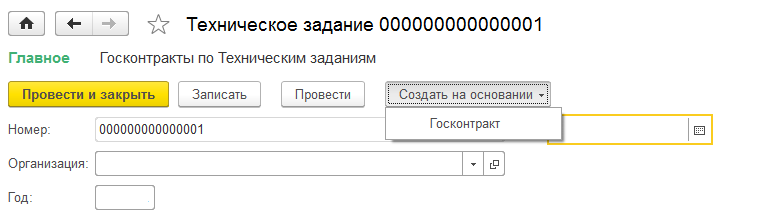 Техническое задание 000000000000001
Главное Госконтракты по Техническим заданиям
Провести и закрыть Записать Провести Создать на основании
Госконтракт
Номер: 000000000000001
Организация:
Год: